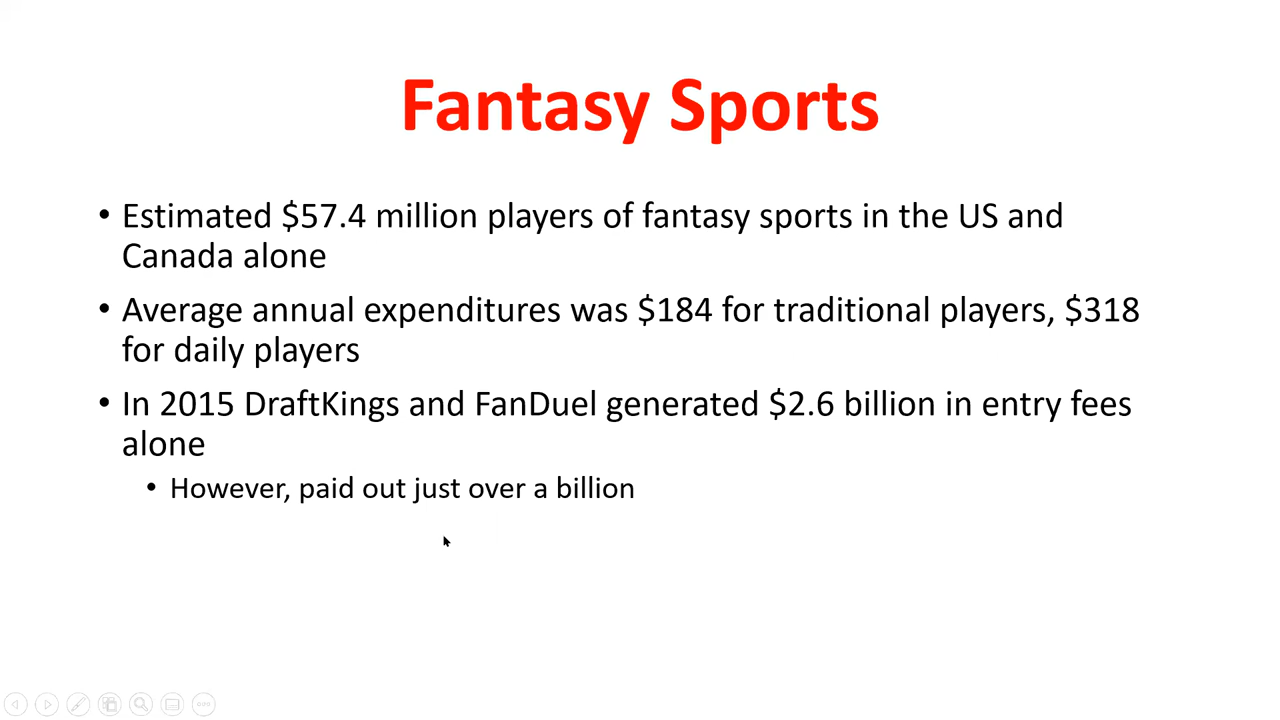 Fantasy Sports
• Estimated $57.4 million players of fantasy sports in the US and
Canada alone
• Average annual expenditures was $184 for traditional players, $318
for daily players
• In 2015 DraftKings and FanDuel generated $2.6 billion in entry fees
alone
• However, paid out just over a billion